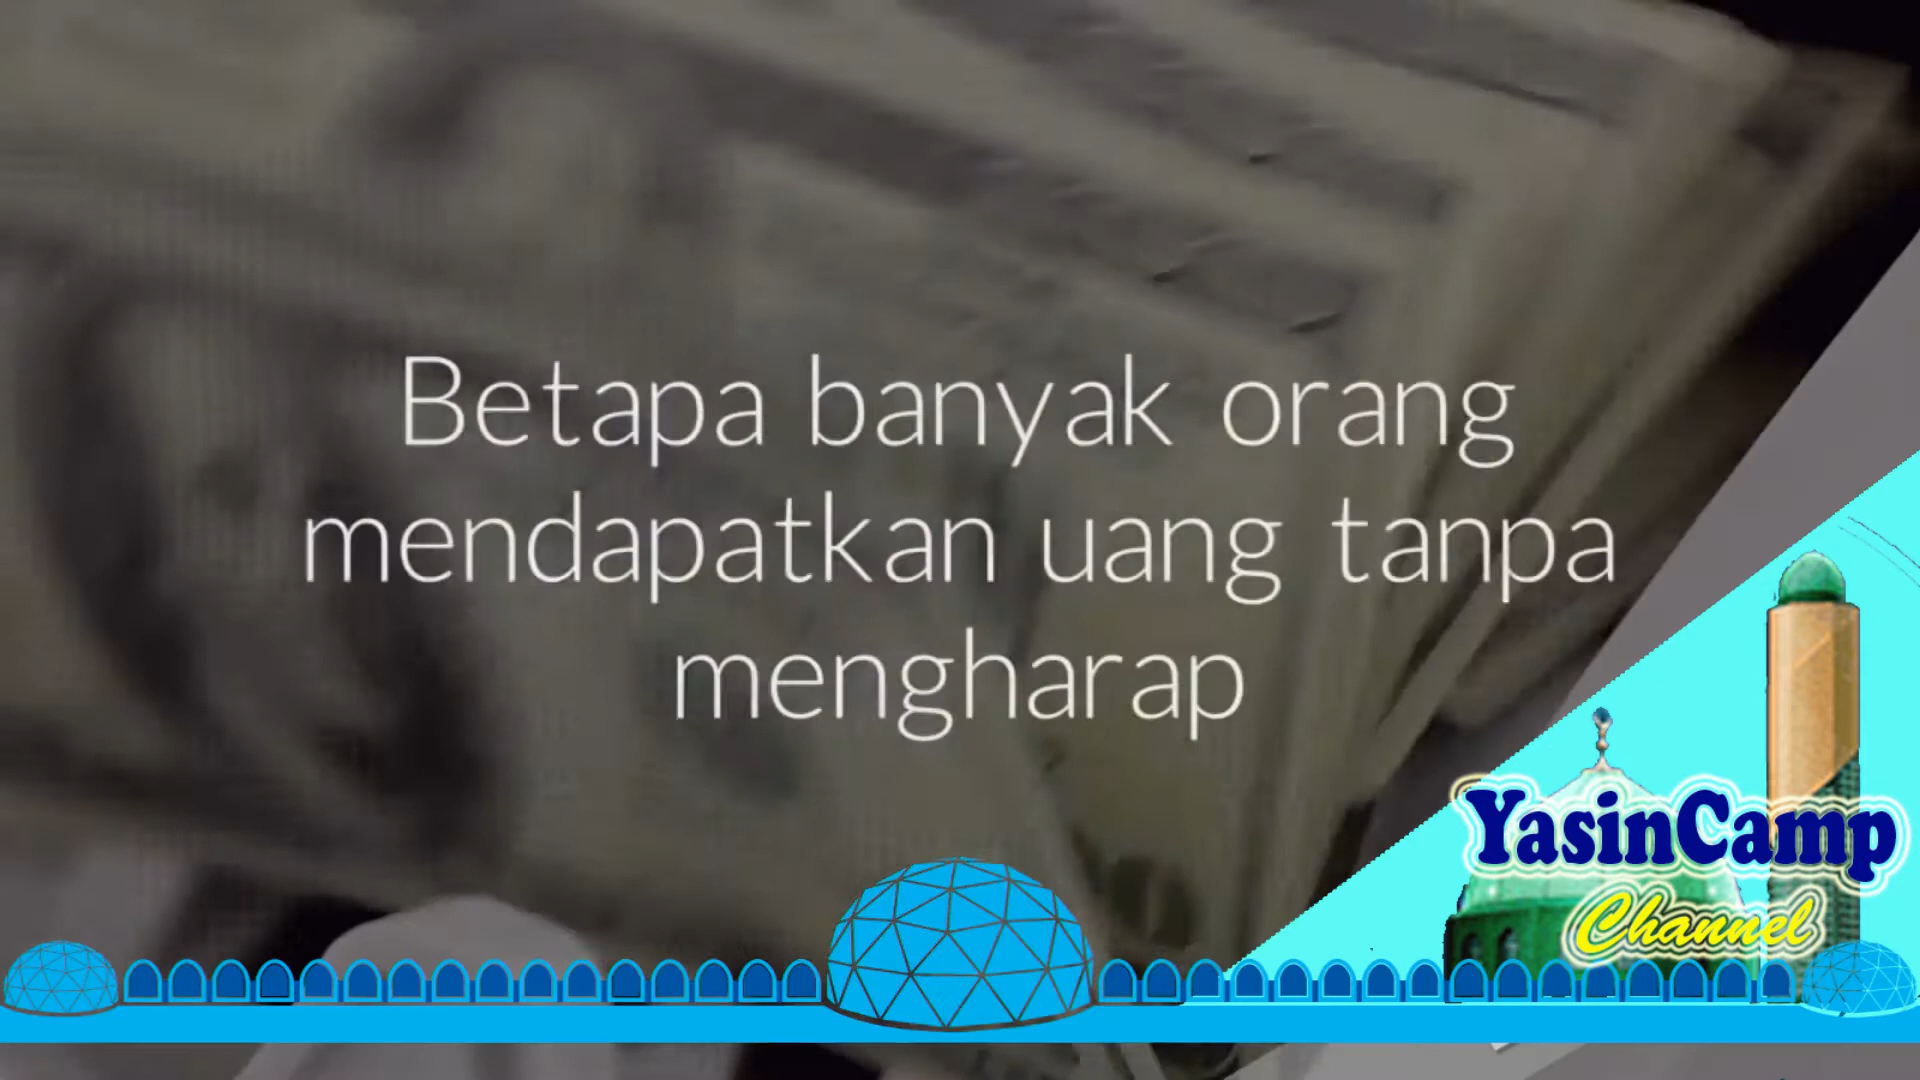 Betapa banyak orang
mendapatkan uang tanpa
mengharap
YasinCamp
Channel